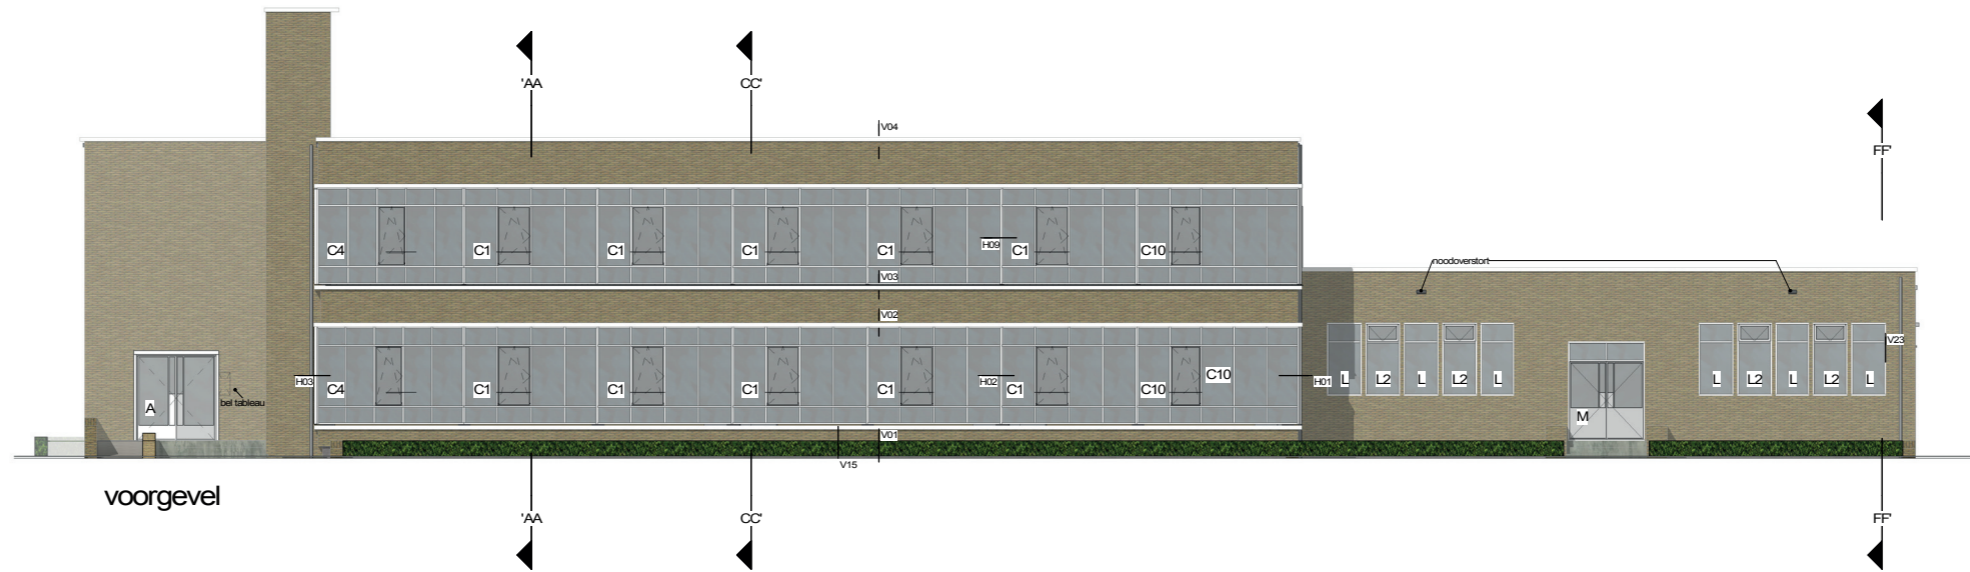 'AA
CC'
V04
FF'
C4
C1
C1
C1
C1
H09
C1
C10
V03
noodoverstort
V02
H03
C4
C1
C1
C1
C1
H02
C1
C10
C10
H01
L
L2
L
L2
L
M
L
L2
L
L2
L
V23
A
bel tableau
V01
V15
voorgevel
'AA
CC'
FF'